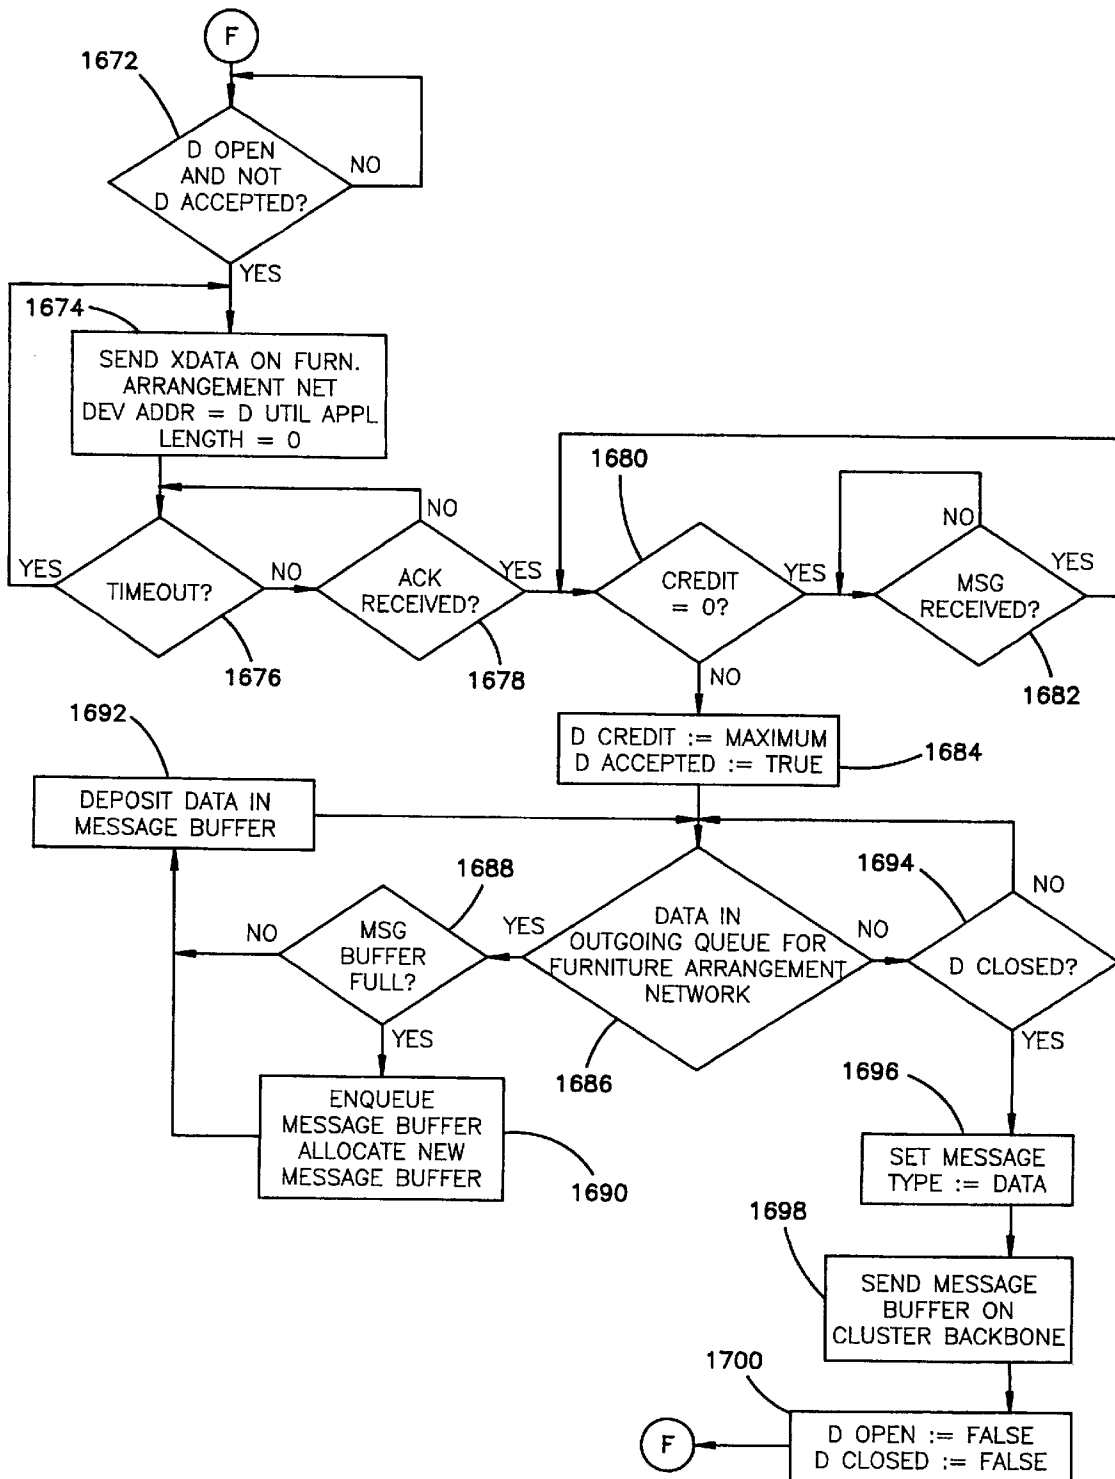 F
1672
D OPEN
AND NOT
D ACCEPTED?
NO
YES
1674
SEND XDATA ON FURN.
ARRANGEMENT NET
DEV ADDR = D UTIL APPL
LENGTH = 0
YES
TIMEOUT?
NO
1676
NO
ACK
RECEIVED?
YES
1678
1680
CREDIT
= 0?
YES
NO
NO
MSG
RECEIVED?
YES
1682
D CREDIT := MAXIMUM
D ACCEPTED := TRUE
1684
1692
DEPOSIT DATA IN
MESSAGE BUFFER
1688
NO
MSG
BUFFER
FULL?
YES
YES
DATA IN
OUTGOING QUEUE FOR
FURNITURE ARRANGEMENT
NETWORK
NO
1686
1694
NO
D CLOSED?
YES
ENQUEUE
MESSAGE BUFFER
ALLOCATE NEW
MESSAGE BUFFER
1690
1696
SET MESSAGE
TYPE := DATA
1698
SEND MESSAGE
BUFFER ON
CLUSTER BACKBONE
1700
D OPEN := FALSE
D CLOSED := FALSE
F